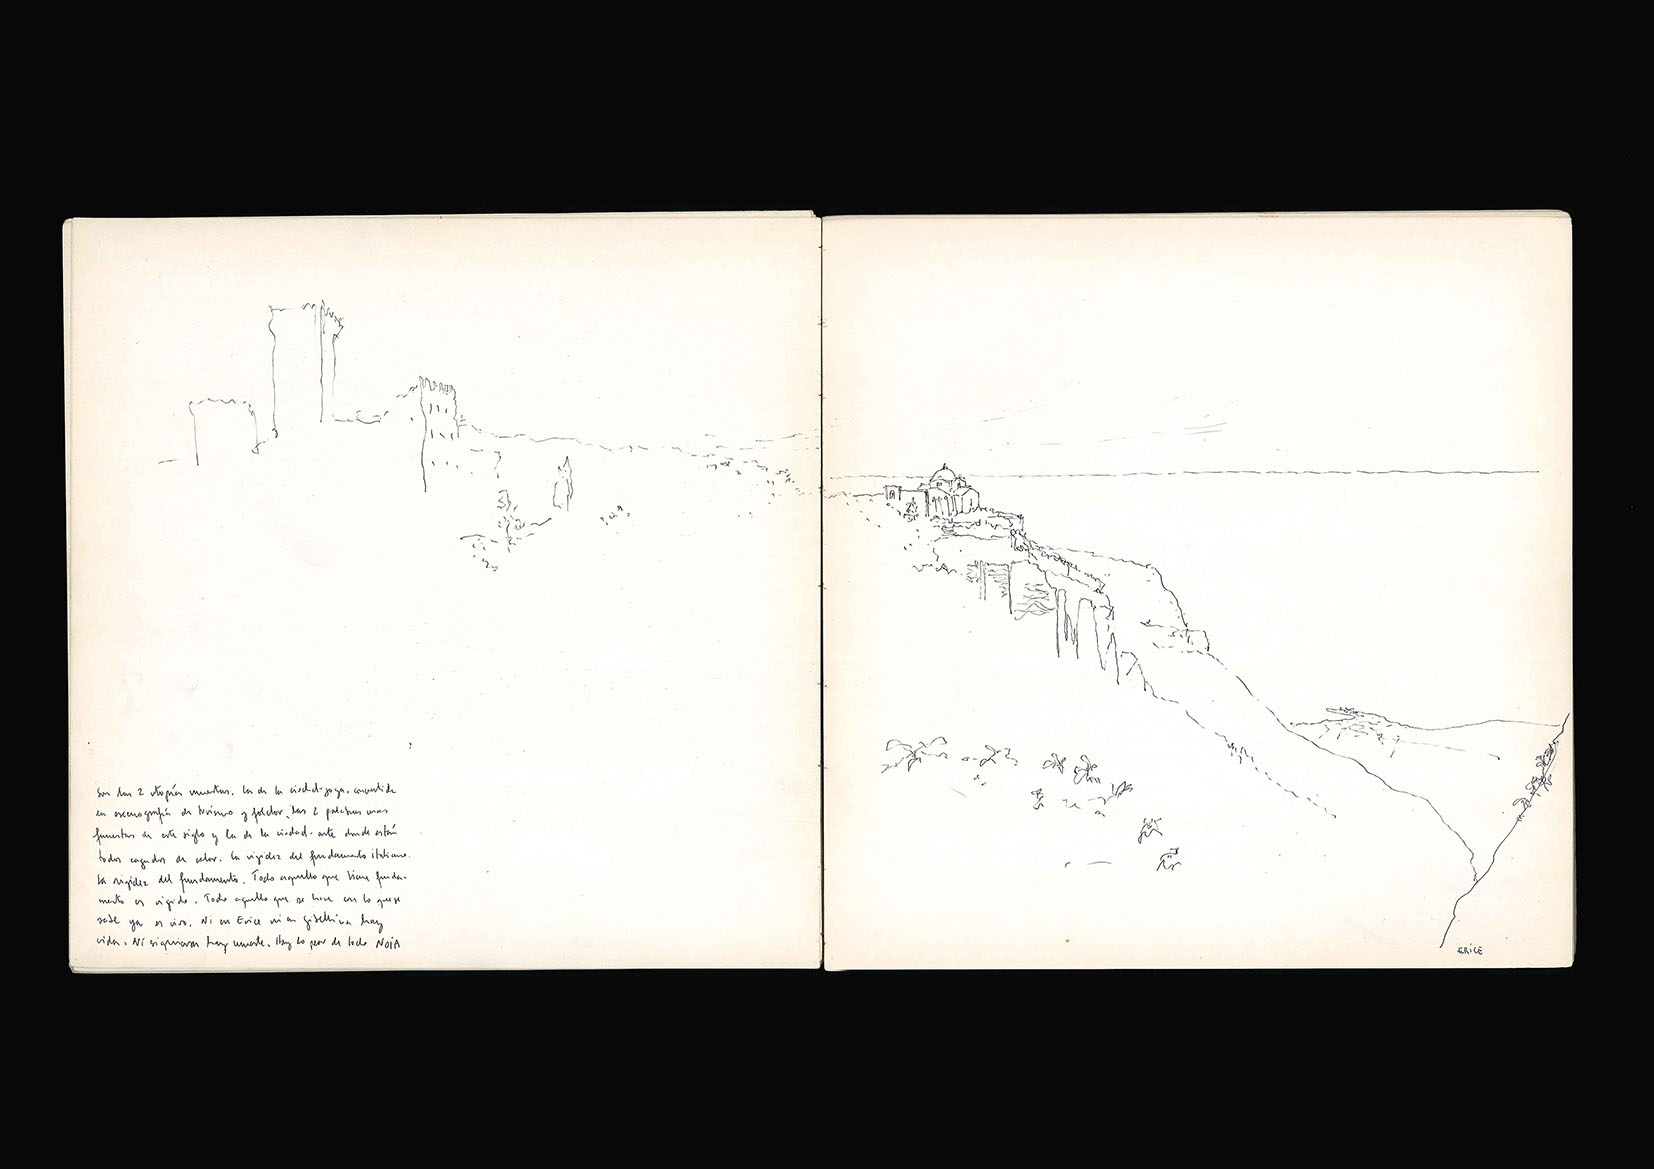 Son las 2 utopías muertas. La de la ciudad-joya, convertida
en escenografía de turismo y folclor, las 2 palabras mas
funestas de este siglo y la de la ciudad-arte donde están
todos cagados de calor. La rigidez del fundamento italiano.
La rigidez del fundamento. Todo aquello que tiene funda-
mento es rigido. Todo aquello que se hace con lo que se
sabe ya es vivo. Ni en Erice ni en Gibellina hay
vida. Ni siquiera hay muerte. Hay lo peor de todo NOIA
ERICE